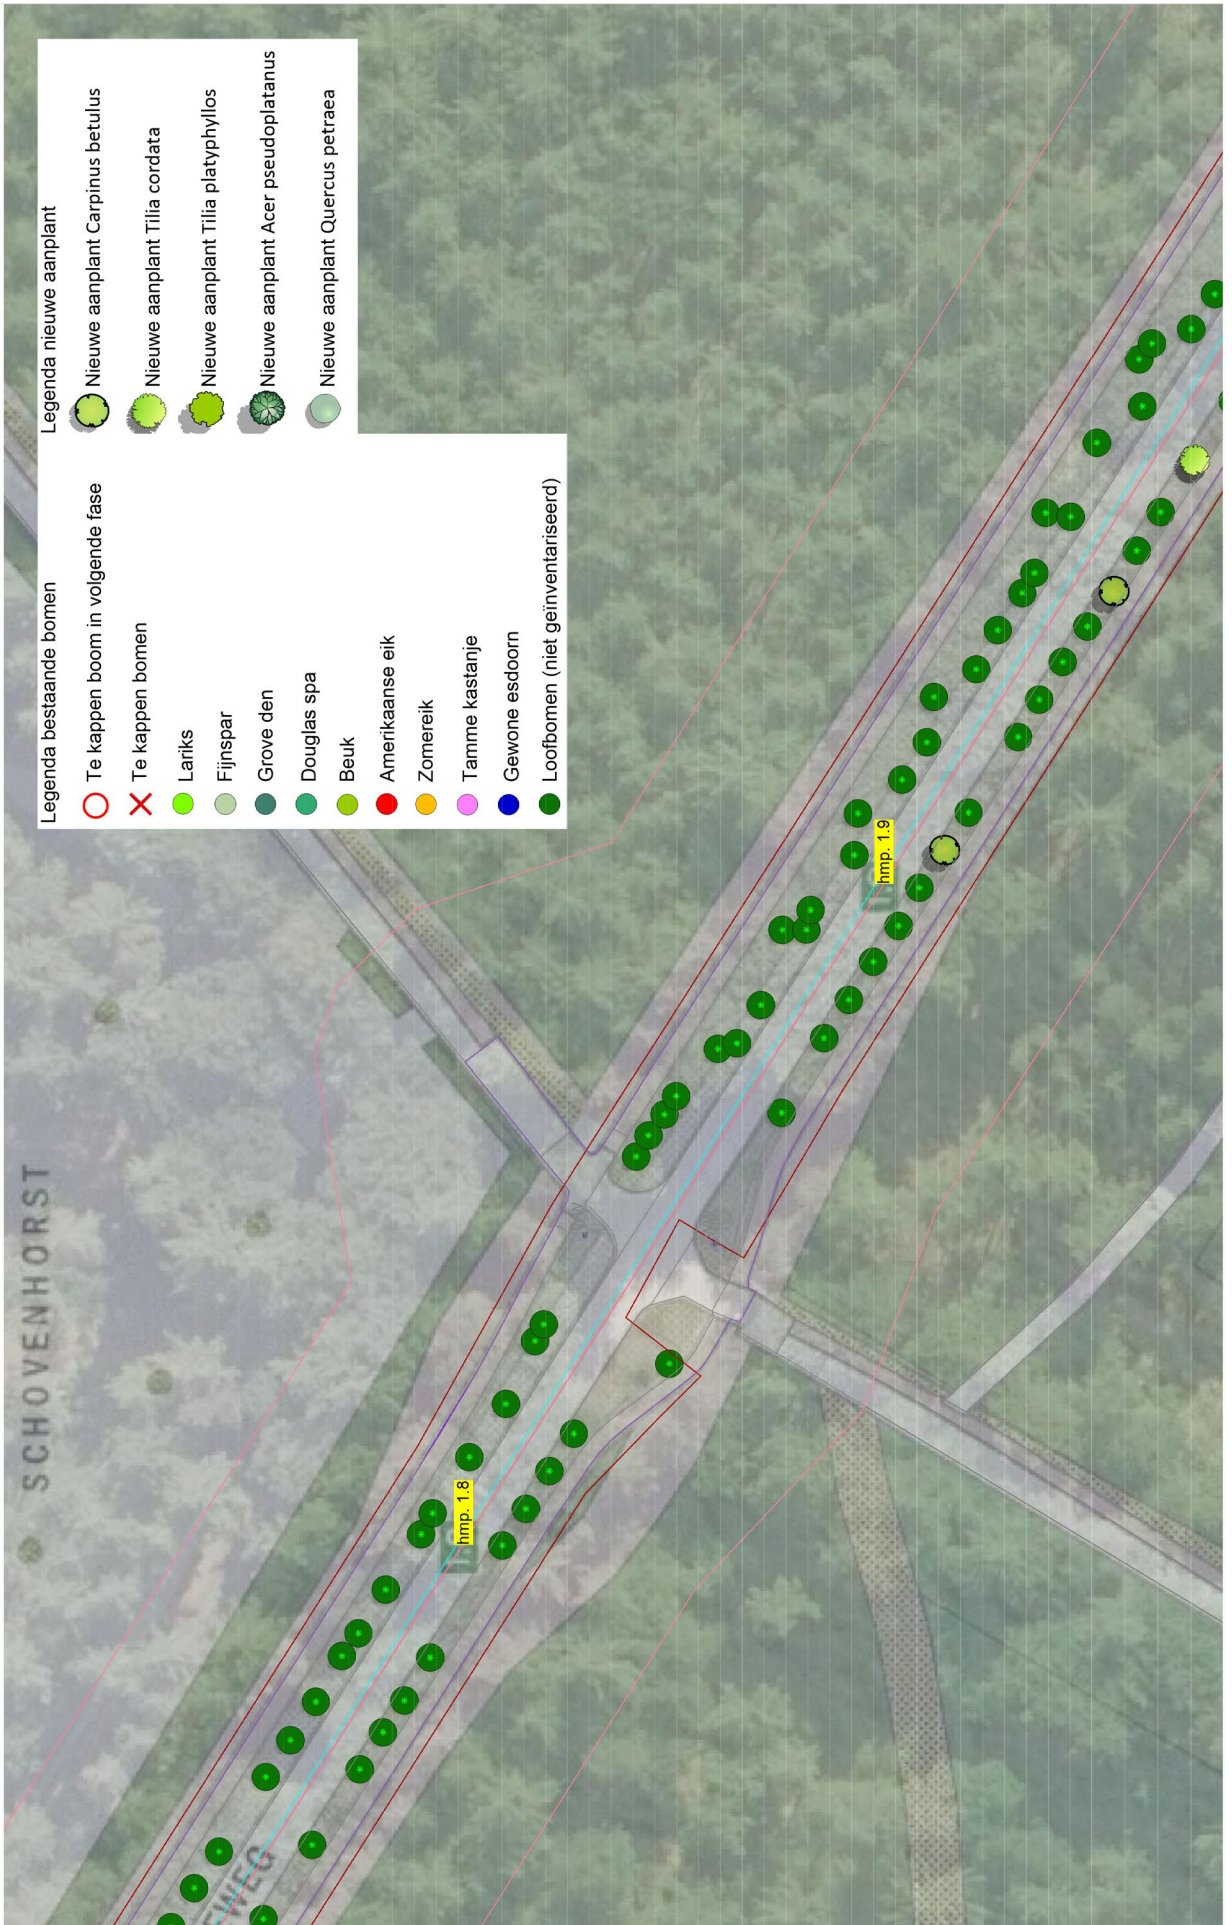 Legenda bestaande bomen
Te kappen boom in volgende fase
Te kappen bomen
Lariks
Fijnspar
Grove den
Douglas spa
Beuk
Amerikaanse eik
Zomereik
Tamme kastanje
Gewone esdoorn
Loofbomen (niet geïnventariseerd)
Legenda nieuwe aanplant
Nieuwe aanplant Carpinus betulus
Nieuwe aanplant Tilia cordata
Nieuwe aanplant Tilia platyphyllos
Nieuwe aanplant Acer pseudoplatanus
Nieuwe aanplant Quercus petraea
SCHOVENHORST
hmp. 1.8
hmp. 1.9
WEG